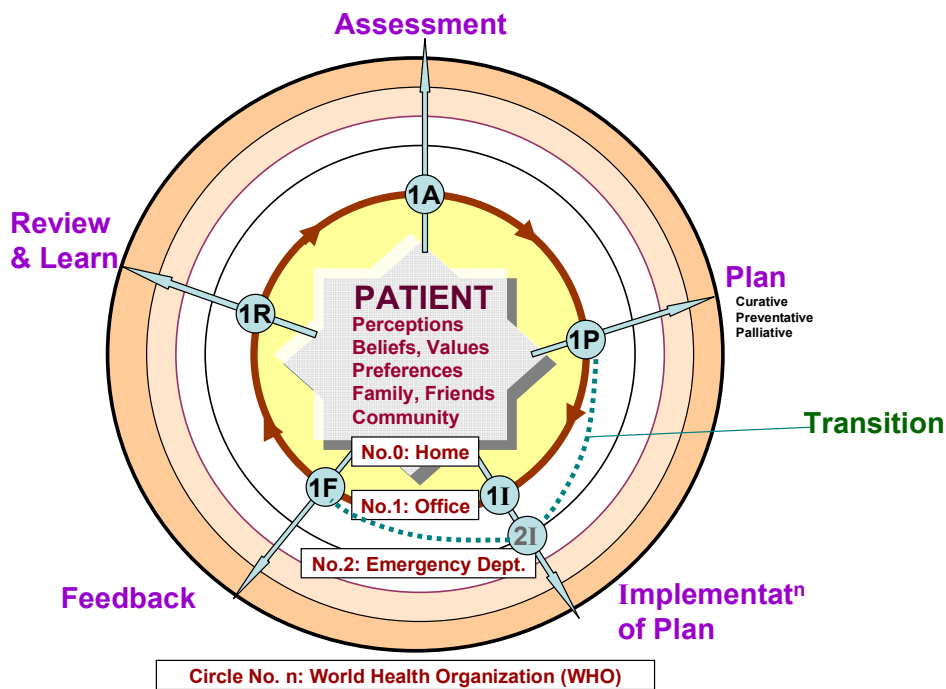 Assessment
1A
Review
& Learn
1R
PATIENT
Perceptions
Beliefs, Values
Preferences
Family, Friends
Community
Plan
Curative
Preventative
Palliative
1P
Transition
No.0: Home
1F
No.1: Office
1I
2I
No.2: Emergency Dept.
Feedback
Implementatⁿ
of Plan
Circle No. n: World Health Organization (WHO)